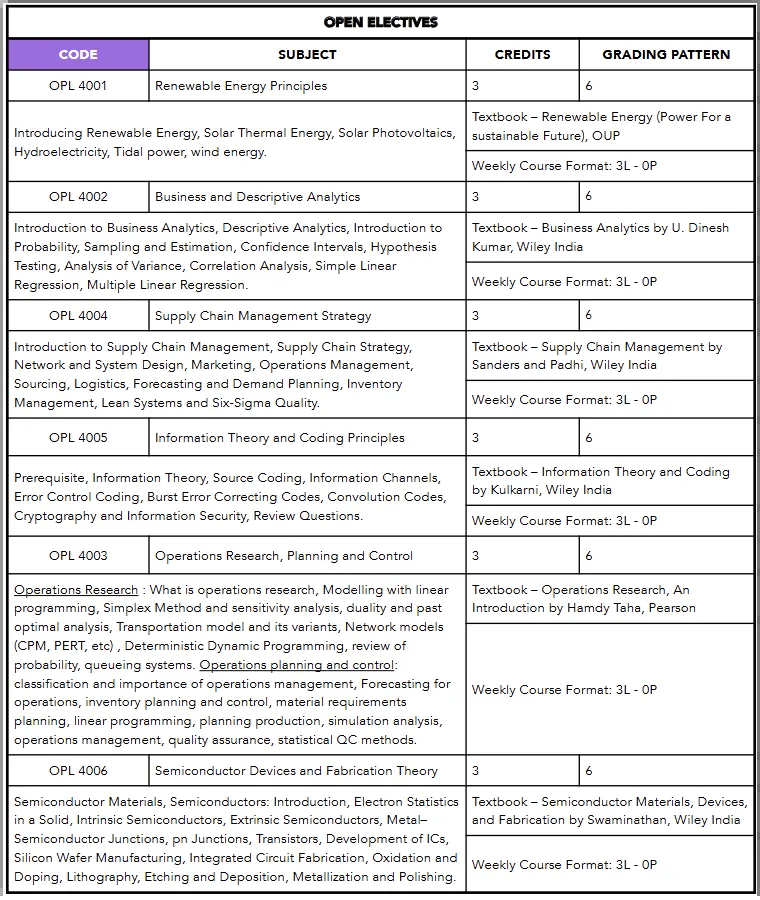 OPEN ELECTIVES
CODE SUBJECT CREDITS GRADING PATTERN
OPL 4001 Renewable Energy Principles 3 6
Introducing Renewable Energy, Solar Thermal Energy, Solar Photovoltaics,
Hydroelectricity, Tidal power, wind energy.
Textbook – Renewable Energy (Power For a
sustainable Future), OUP
Weekly Course Format: 3L - 0P
OPL 4002 Business and Descriptive Analytics 3 6
Introduction to Business Analytics, Descriptive Analytics, Introduction to
Probability, Sampling and Estimation, Confidence Intervals, Hypothesis
Testing, Analysis of Variance, Correlation Analysis, Simple Linear
Regression, Multiple Linear Regression.
Textbook – Business Analytics by U. Dinesh
Kumar, Wiley India
Weekly Course Format: 3L - 0P
OPL 4004 Supply Chain Management Strategy 3 6
Introduction to Supply Chain Management, Supply Chain Strategy,
Network and System Design, Marketing, Operations Management,
Sourcing, Logistics, Forecasting and Demand Planning, Inventory
Management, Lean Systems and Six-Sigma Quality.
Textbook – Supply Chain Management by
Sanders and Padhi, Wiley India
Weekly Course Format: 3L - 0P
OPL 4005 Information Theory and Coding Principles 3 6
Prerequisite, Information Theory, Source Coding, Information Channels,
Error Control Coding, Burst Error Correcting Codes, Convolution Codes,
Cryptography and Information Security, Review Questions.
Textbook – Information Theory and Coding
by Kulkarni, Wiley India
Weekly Course Format: 3L - 0P
OPL 4003 Operations Research, Planning and Control 3 6
Operations Research : What is operations research, Modelling with linear
programming, Simplex Method and sensitivity analysis, duality and past
optimal analysis, Transportation model and its variants, Network models
(CPM, PERT, etc) , Deterministic Dynamic Programming, review of
probability, queueing systems. Operations planning and control:
classification and importance of operations management, Forecasting for
operations, inventory planning and control, material requirements
planning, linear programming, planning production, simulation analysis,
operations management, quality assurance, statistical QC methods.
Textbook – Operations Research, An
Introduction by Hamdy Taha, Pearson
Weekly Course Format: 3L - 0P
OPL 4006 Semiconductor Devices and Fabrication Theory 3 6
Semiconductor Materials, Semiconductors: Introduction, Electron Statistics
in a Solid, Intrinsic Semiconductors, Extrinsic Semiconductors, Metal–
Semiconductor Junctions, pn Junctions, Transistors, Development of ICs,
Silicon Wafer Manufacturing, Integrated Circuit Fabrication, Oxidation and
Doping, Lithography, Etching and Deposition, Metallization and Polishing.
Textbook – Semiconductor Materials, Devices,
and Fabrication by Swaminathan, Wiley India
Weekly Course Format: 3L - 0P